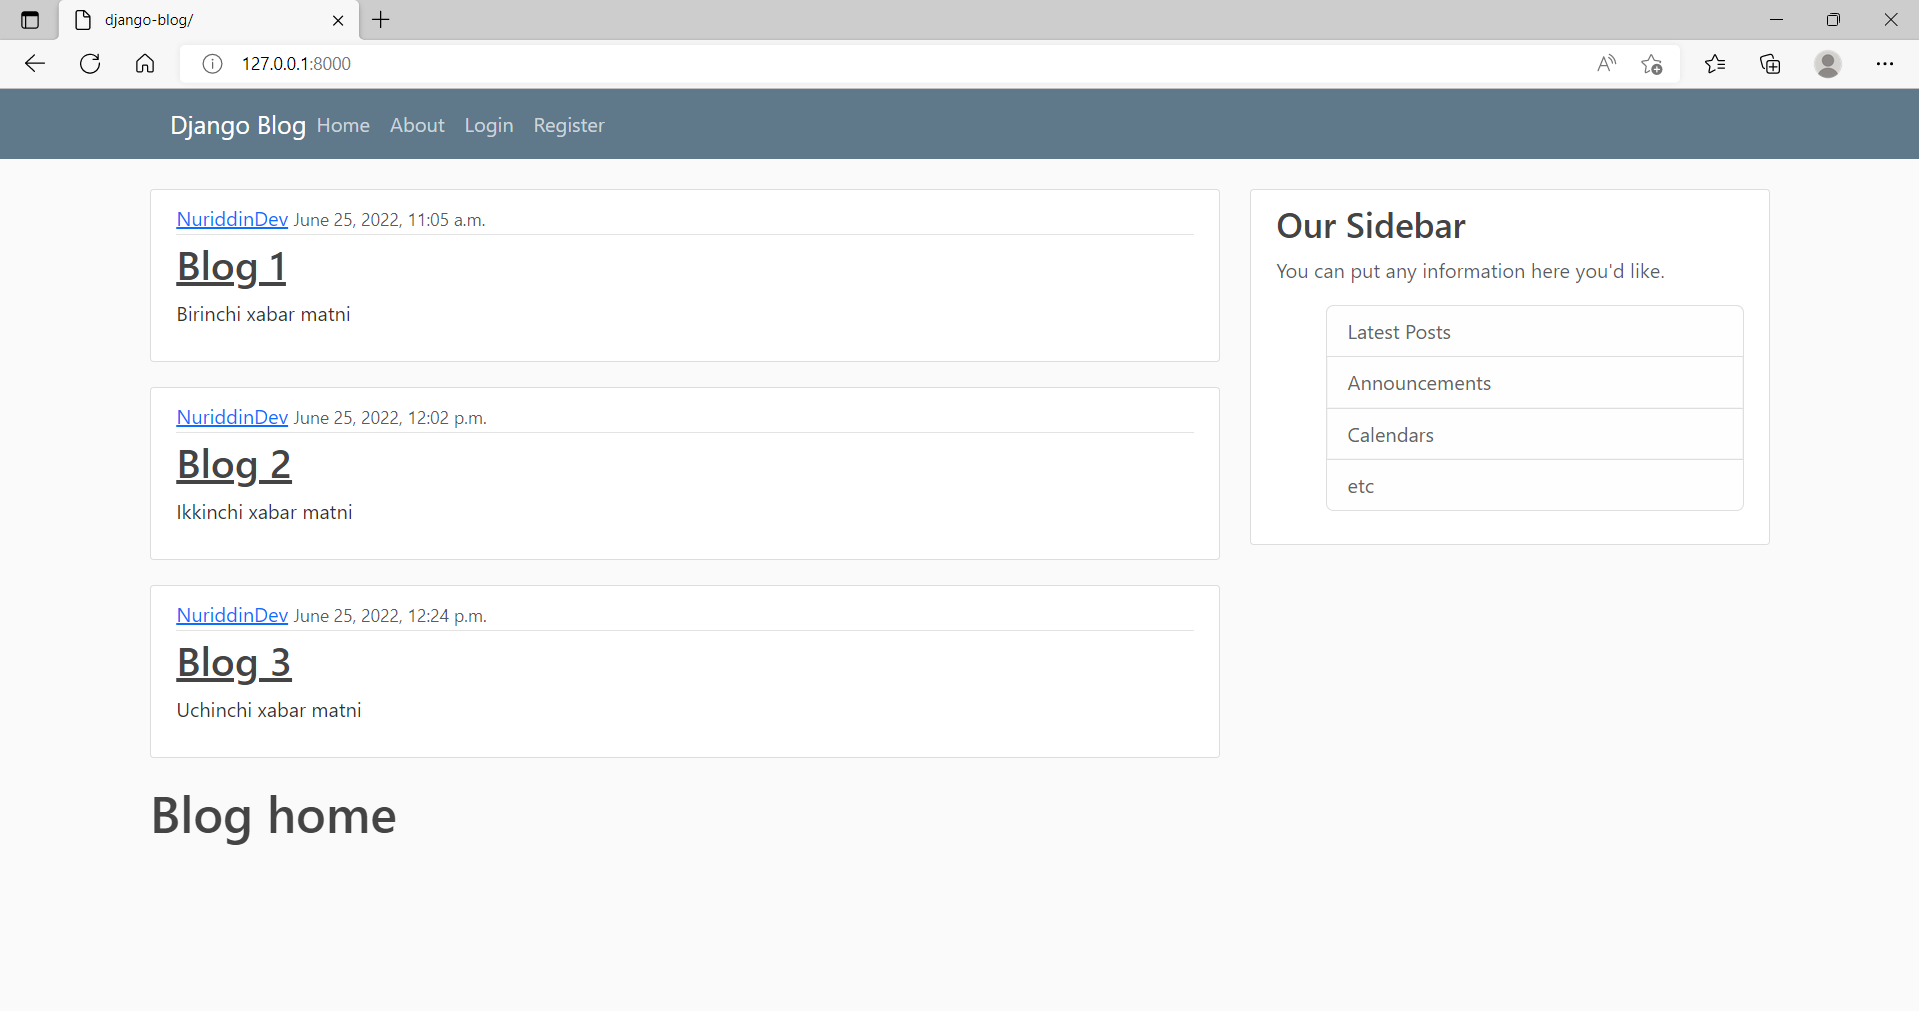 django-blog/
127.0.0.1:8000
Django Blog Home About Login Register
NuriddinDev June 25, 2022, 11:05 a.m.
Blog 1
Birinchi xabar matni
NuriddinDev June 25, 2022, 12:02 p.m.
Blog 2
Ikkinchi xabar matni
NuriddinDev June 25, 2022, 12:24 p.m.
Blog 3
Uchinchi xabar matni
Blog home
Our Sidebar
You can put any information here you'd like.
Latest Posts
Announcements
Calendars
etc